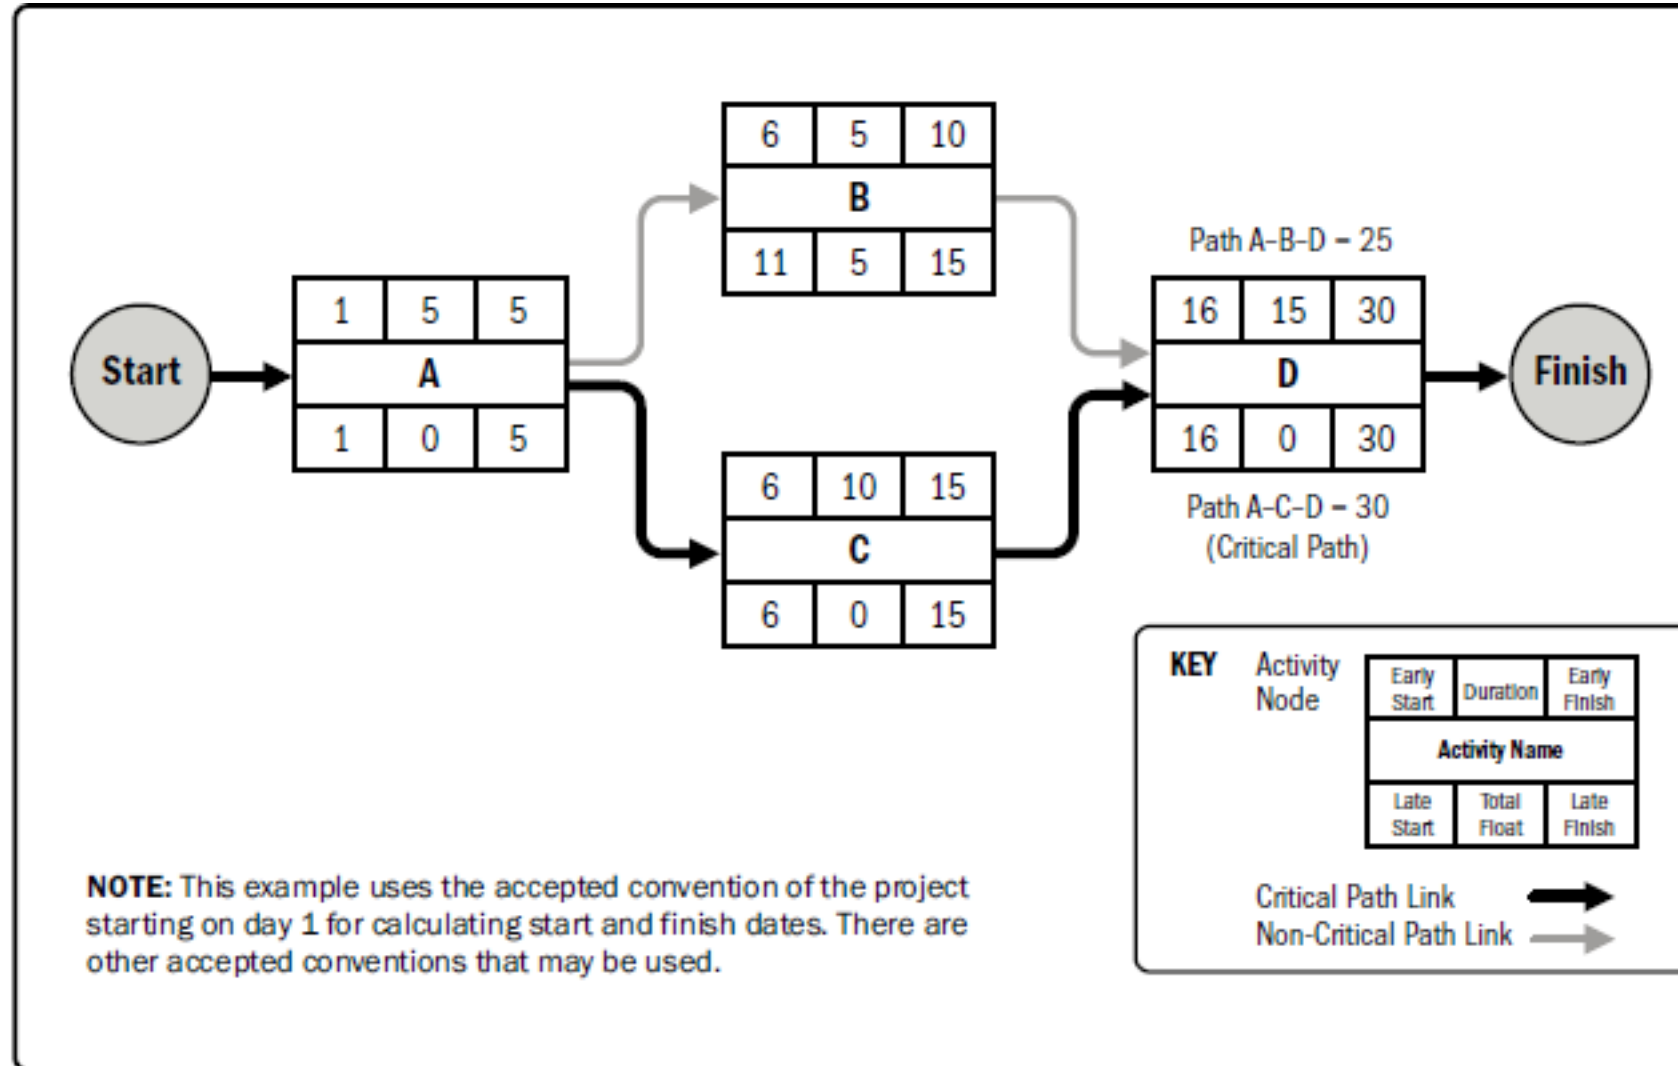 6 5 10
B
11 5 15
Path A-B-D = 25
1 5 5
A
1 0 5
16 15 30
D
16 0 30
Start
Finish
6 10 15
C
6 0 15
Path A-C-D = 30
(Critical Path)
KEY Activity
Node
Early
Start
Duration
Early
Finish
Activity Name
Late
Start
Total
Float
Late
Finish
Critical Path Link
Non-Critical Path Link
NOTE: This example uses the accepted convention of the project
starting on day 1 for calculating start and finish dates. There are
other accepted conventions that may be used.